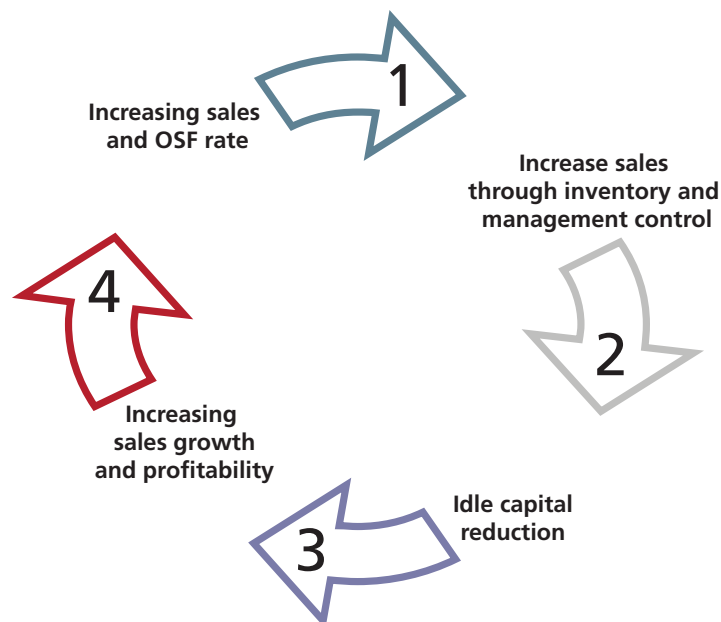 1
Increasing sales
and OSF rate
Increase sales
through inventory and
management control
2
Idle capital
reduction
3
Increasing
sales growth
and profitability
4